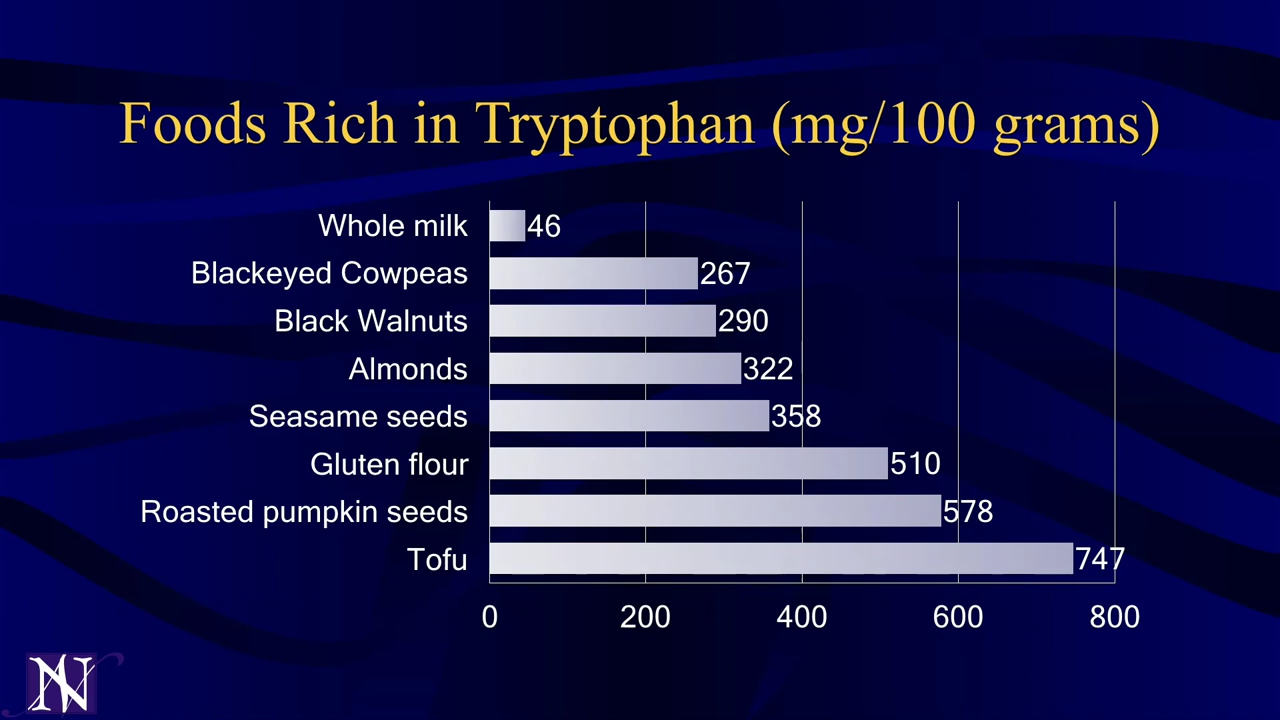 Foods Rich in Tryptophan (mg/100 grams)
Whole milk 46
Blackeyed Cowpeas 267
Black Walnuts 290
Almonds 322
Seasame seeds 358
Gluten flour 510
Roasted pumpkin seeds 578
Tofu 747
0 200 400 600 800
N